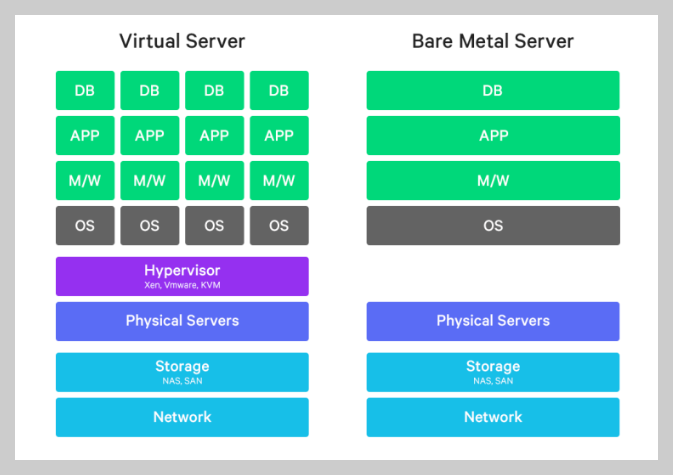 Virtual Server
DB DB DB DB
APP APP APP APP
M/W M/W M/W M/W
OS OS OS OS
Hypervisor
Xen, Vmware, KVM
Physical Servers
Storage
NAS, SAN
Network
Bare Metal Server
DB
APP
M/W
OS
Physical Servers
Storage
NAS, SAN
Network